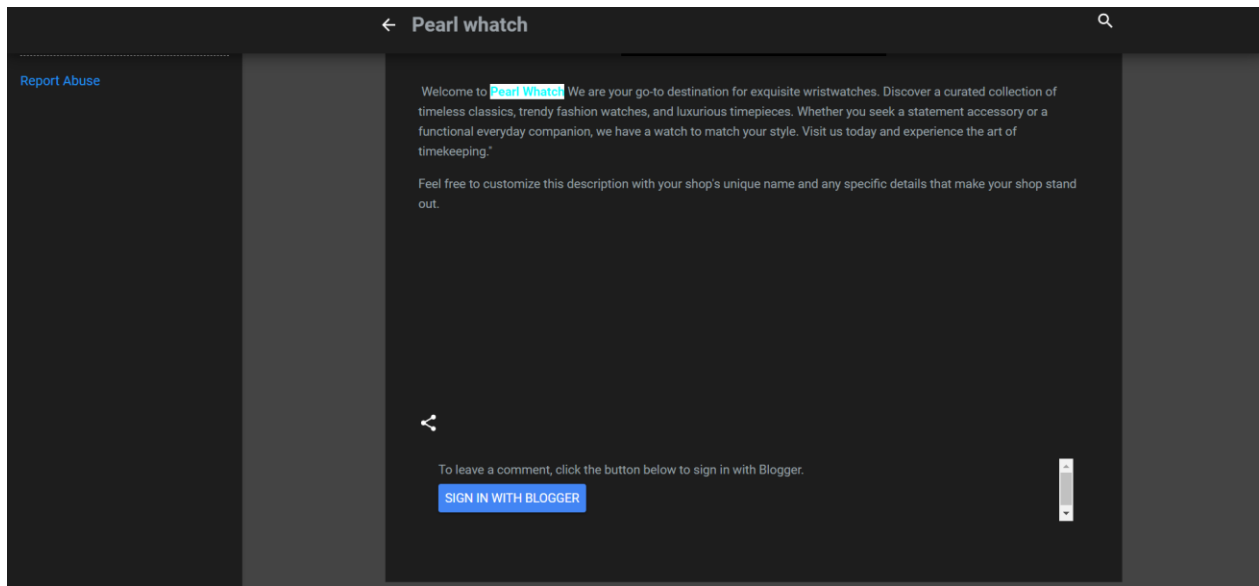 Pearl whatch
Report Abuse
Welcome to Pearl Whatch We are your go-to destination for exquisite wristwatches. Discover a curated collection of
timeless classics, trendy fashion watches, and luxurious timepieces. Whether you seek a statement accessory or a
functional everyday companion, we have a watch to match your style. Visit us today and experience the art of
timekeeping."
Feel free to customize this description with your shop's unique name and any specific details that make your shop stand
out.
To leave a comment, click the button below to sign in with Blogger.
SIGN IN WITH BLOGGER